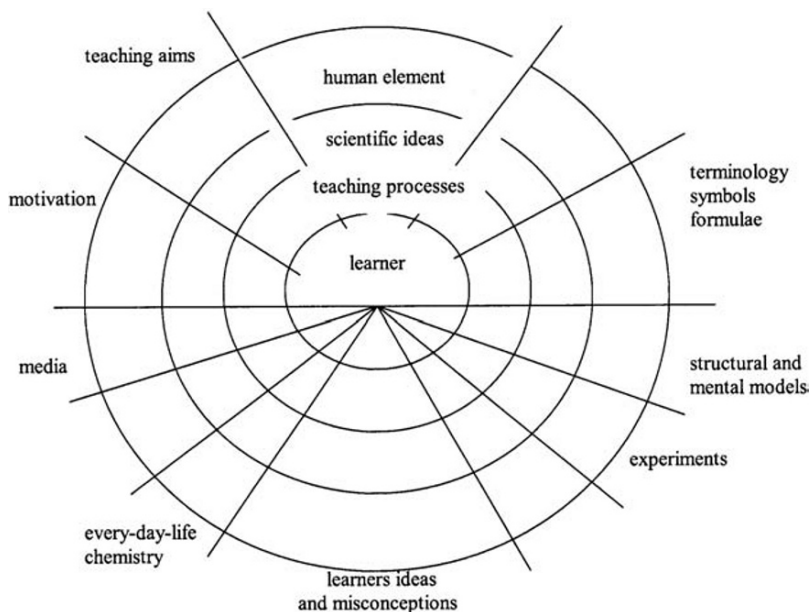 teaching aims
human element
scientific ideas
teaching processes
learner
motivation
terminology
symbols
formulae
media
structural and
mental models
experiments
every-day-life
chemistry
learners ideas
and misconceptions